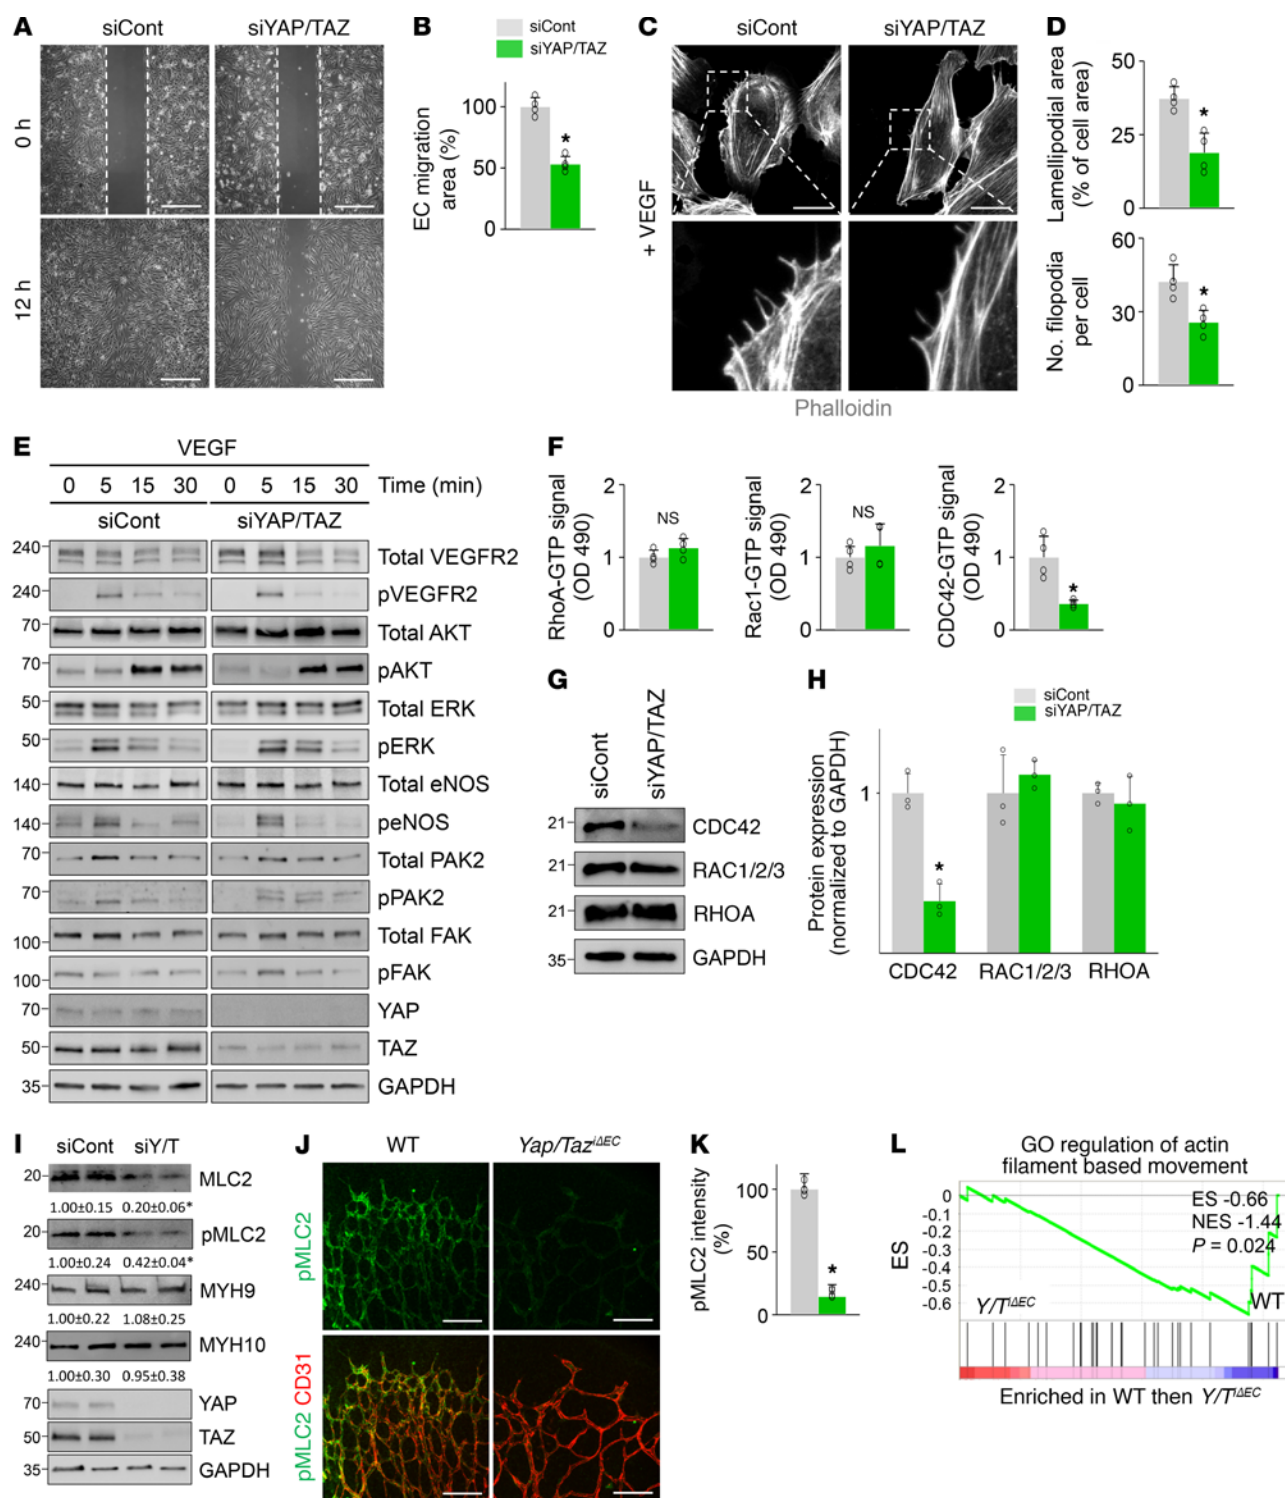 A
siCont
siYAP/TAZ
0 h
12 h
B
siCont
siYAP/TAZ
EC migration
area (%)
100
50
0
*
C
siCont
siYAP/TAZ
+ VEGF
Phalloidin
D
Lamellipodial area
(% of cell area)
50
25
0
*
No. filopodia
per cell
60
30
0
*
E
VEGF
0 5 15 30 0 5 15 30 Time (min)
siCont siYAP/TAZ
240 Total VEGFR2
240 pVEGFR2
70 Total AKT
70 pAKT
50 Total ERK
50 pERK
140 Total eNOS
140 peNOS
70 Total PAK2
70 pPAK2
100 Total FAK
100 pFAK
70 YAP
50 TAZ
35 GAPDH
F
RhoA-GTP signal
(OD 490)
2
1
0
NS
Rac1-GTP signal
(OD 490)
2
1
0
NS
CDC42-GTP signal
(OD 490)
2
1
0
*
G
siCont
siYAP/TAZ
21 CDC42
21 RAC1/2/3
21 RHOA
35 GAPDH
H
siCont
siYAP/TAZ
Protein expression
(normalized to GAPDH)
1
*
CDC42 RAC1/2/3 RHOA
I
siCont siY/T
20 MLC2
1.00±0.15 0.20±0.06*
20 pMLC2
1.00±0.24 0.42±0.04*
240 MYH9
1.00±0.22 1.08±0.25
240 MYH10
1.00±0.30 0.95±0.38
70 YAP
50 TAZ
35 GAPDH
J
WT Yap/Taz iΔEC
pMLC2
pMLC2 CD31
K
pMLC2 intensity
(%)
100
50
0
*
L
GO regulation of actin
filament based movement
ES
0
-0.1
-0.2
-0.3
-0.4
-0.5
-0.6
ES -0.66
NES -1.44
P = 0.024
Y/T iΔEC
WT
Enriched in WT then Y/T iΔEC